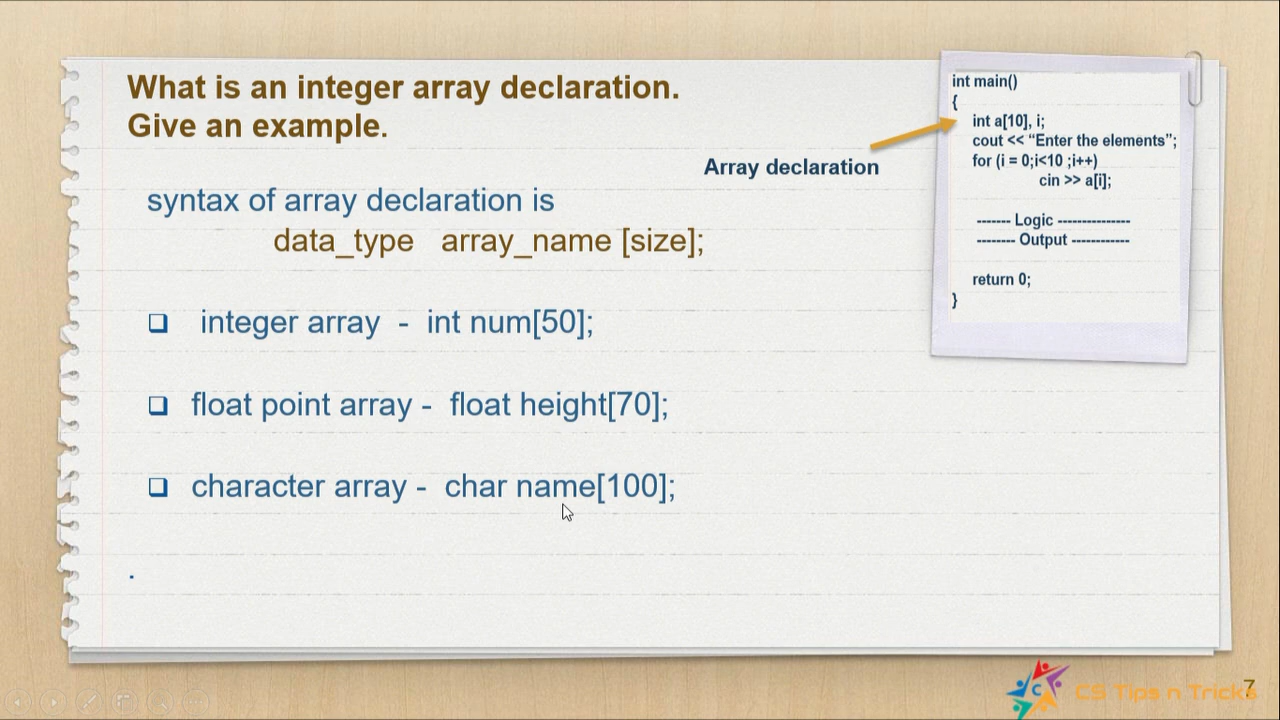 What is an integer array declaration.
Give an example.
syntax of array declaration is
data_type array_name [size];
❑ integer array - int num[50];
❑ float point array - float height[70];
❑ character array - char name[100];
.
Array declaration
int main()
{
int a[10], i;
cout << “Enter the elements”;
for (i = 0;i<10 ;i++)
cin >> a[i];
------- Logic ---------------
-------- Output ------------
return 0;
}
C
CS Tips n Tricks
7